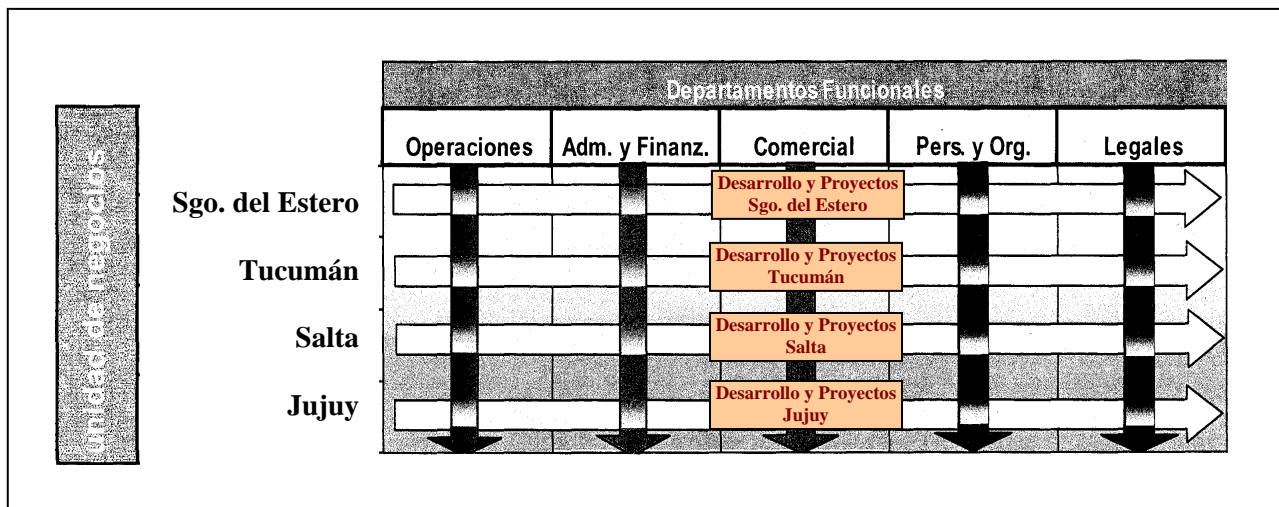 Departamentos Funcionales
Operaciones
Adm. y Finanz.
Comercial
Pers. y Org.
Legales
unidad de negocios
Sgo. del Estero
Desarrollo y Proyectos
Sgo. del Estero
Tucumán
Desarrollo y Proyectos
Tucumán
Salta
Desarrollo y Proyectos
Salta
Jujuy
Desarrollo y Proyectos
Jujuy